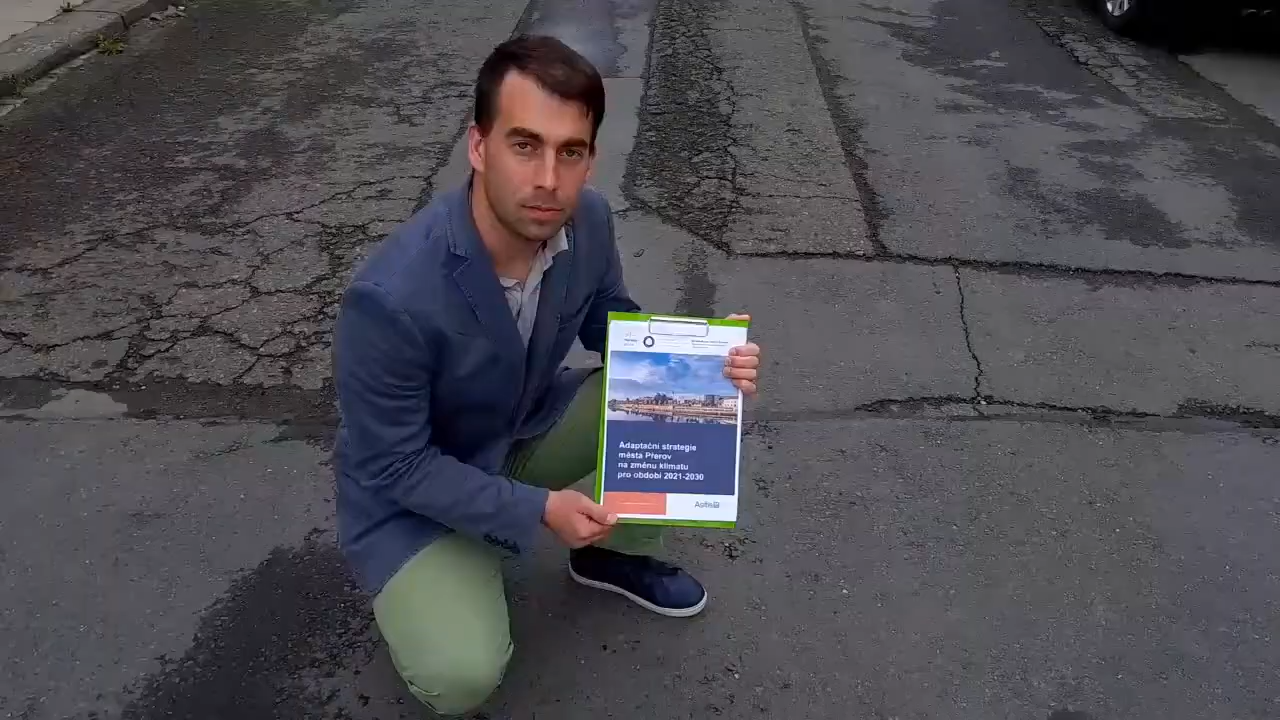 Adaptační strategie
města Přerov
na změnu klimatu
pro období 2021-2030